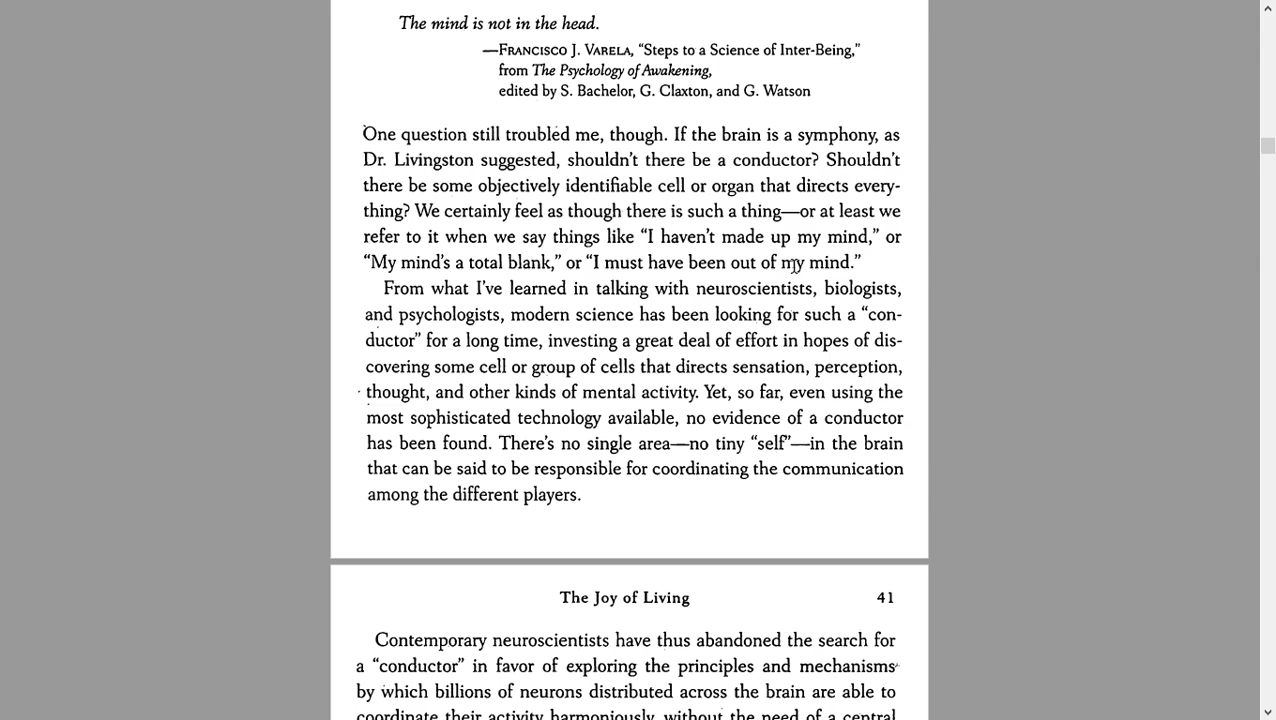 The mind is not in the head.
—FRANCISCO J. VARELA, “Steps to a Science of Inter-Being,”
from The Psychology of Awakening,
edited by S. Bachelor, G. Claxton, and G. Watson
One question still troubled me, though. If the brain is a symphony, as
Dr. Livingston suggested, shouldn’t there be a conductor? Shouldn’t
there be some objectively identifiable cell or organ that directs every-
thing? We certainly feel as though there is such a thing—or at least we
refer to it when we say things like “I haven’t made up my mind,” or
“My mind’s a total blank,” or “I must have been out of my mind.”
From what I’ve learned in talking with neuroscientists, biologists,
and psychologists, modern science has been looking for such a “con-
ductor” for a long time, investing a great deal of effort in hopes of dis-
covering some cell or group of cells that directs sensation, perception,
thought, and other kinds of mental activity. Yet, so far, even using the
most sophisticated technology available, no evidence of a conductor
has been found. There’s no single area—no tiny “self”—in the brain
that can be said to be responsible for coordinating the communication
among the different players.
The Joy of Living 41
Contemporary neuroscientists have thus abandoned the search for
a “conductor” in favor of exploring the principles and mechanisms
by which billions of neurons distributed across the brain are able to
coordinate their activity harmoniously, without the need of a central